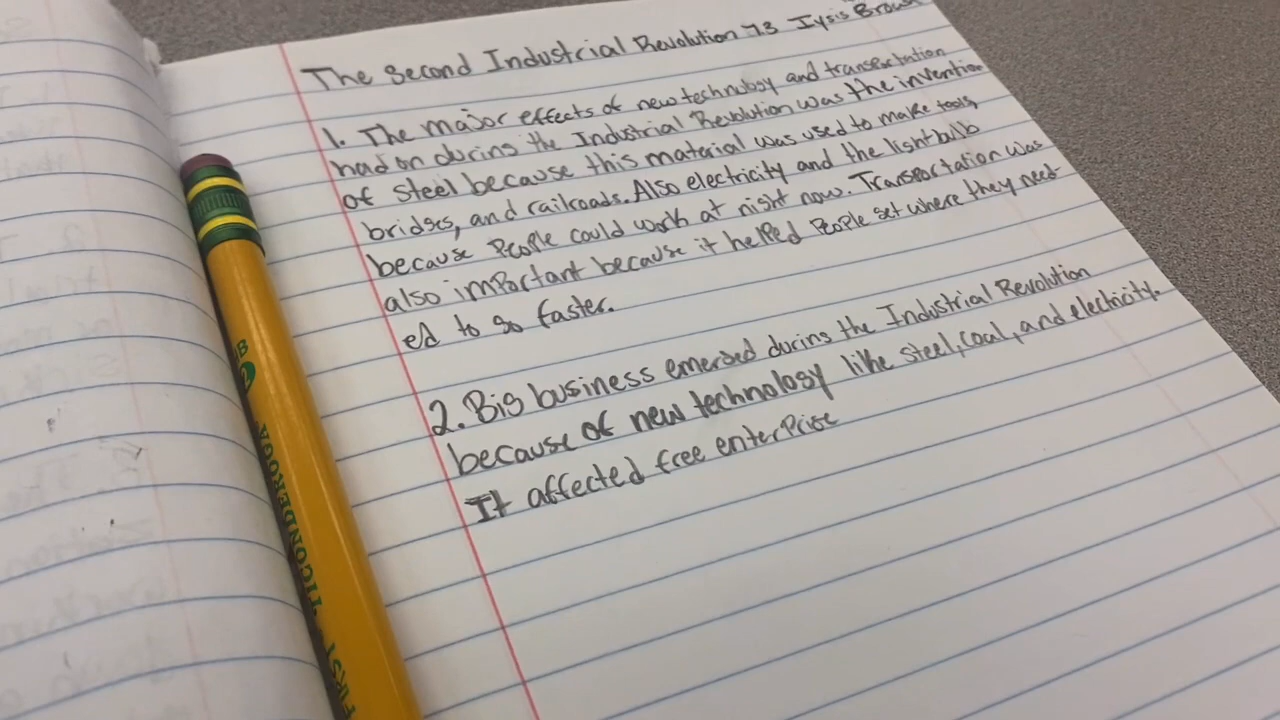 The Second Industrial Revolution 7.3 Iysis Brown
1. The major effects of new technology and transportation
had on during the Industrial Revolution was the invention
of steel because this material was used to make tools,
bridges, and railroads. Also electricity and the lightbulb
because people could work at night now. Transportation was
also important because it helped people get where they need
ed to go faster.
2. Big business emerged during the Industrial Revolution
because of new technology like steel, coal, and electricity.
It affected free enterprise
FIRST TICONDEROGA 2 HB